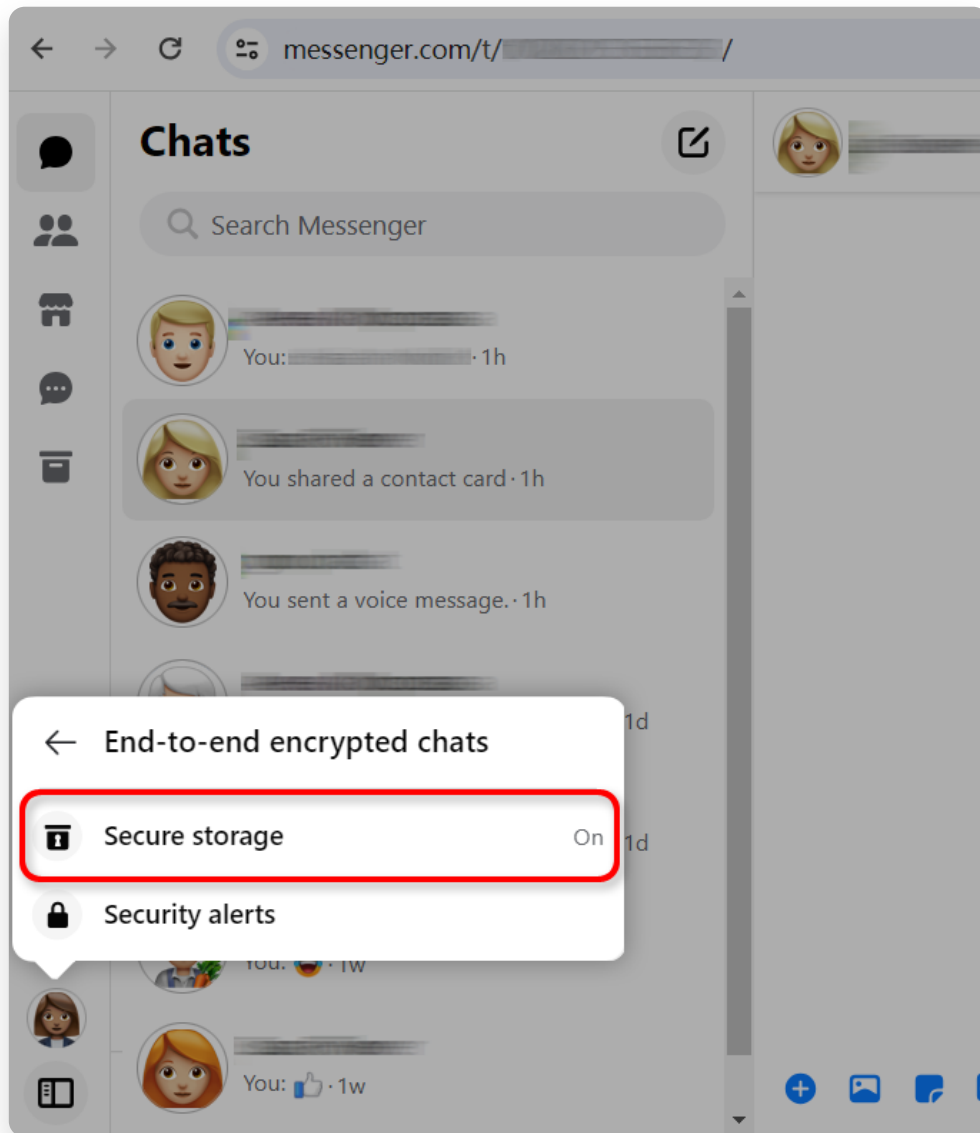 messenger.com/t/ /
Chats
Search Messenger
You: · 1h
You shared a contact card · 1h
You sent a voice message. · 1h
1d
End-to-end encrypted chats
Secure storage On
1d
Security alerts
You: 😂 · 1w
You: 👍 · 1w